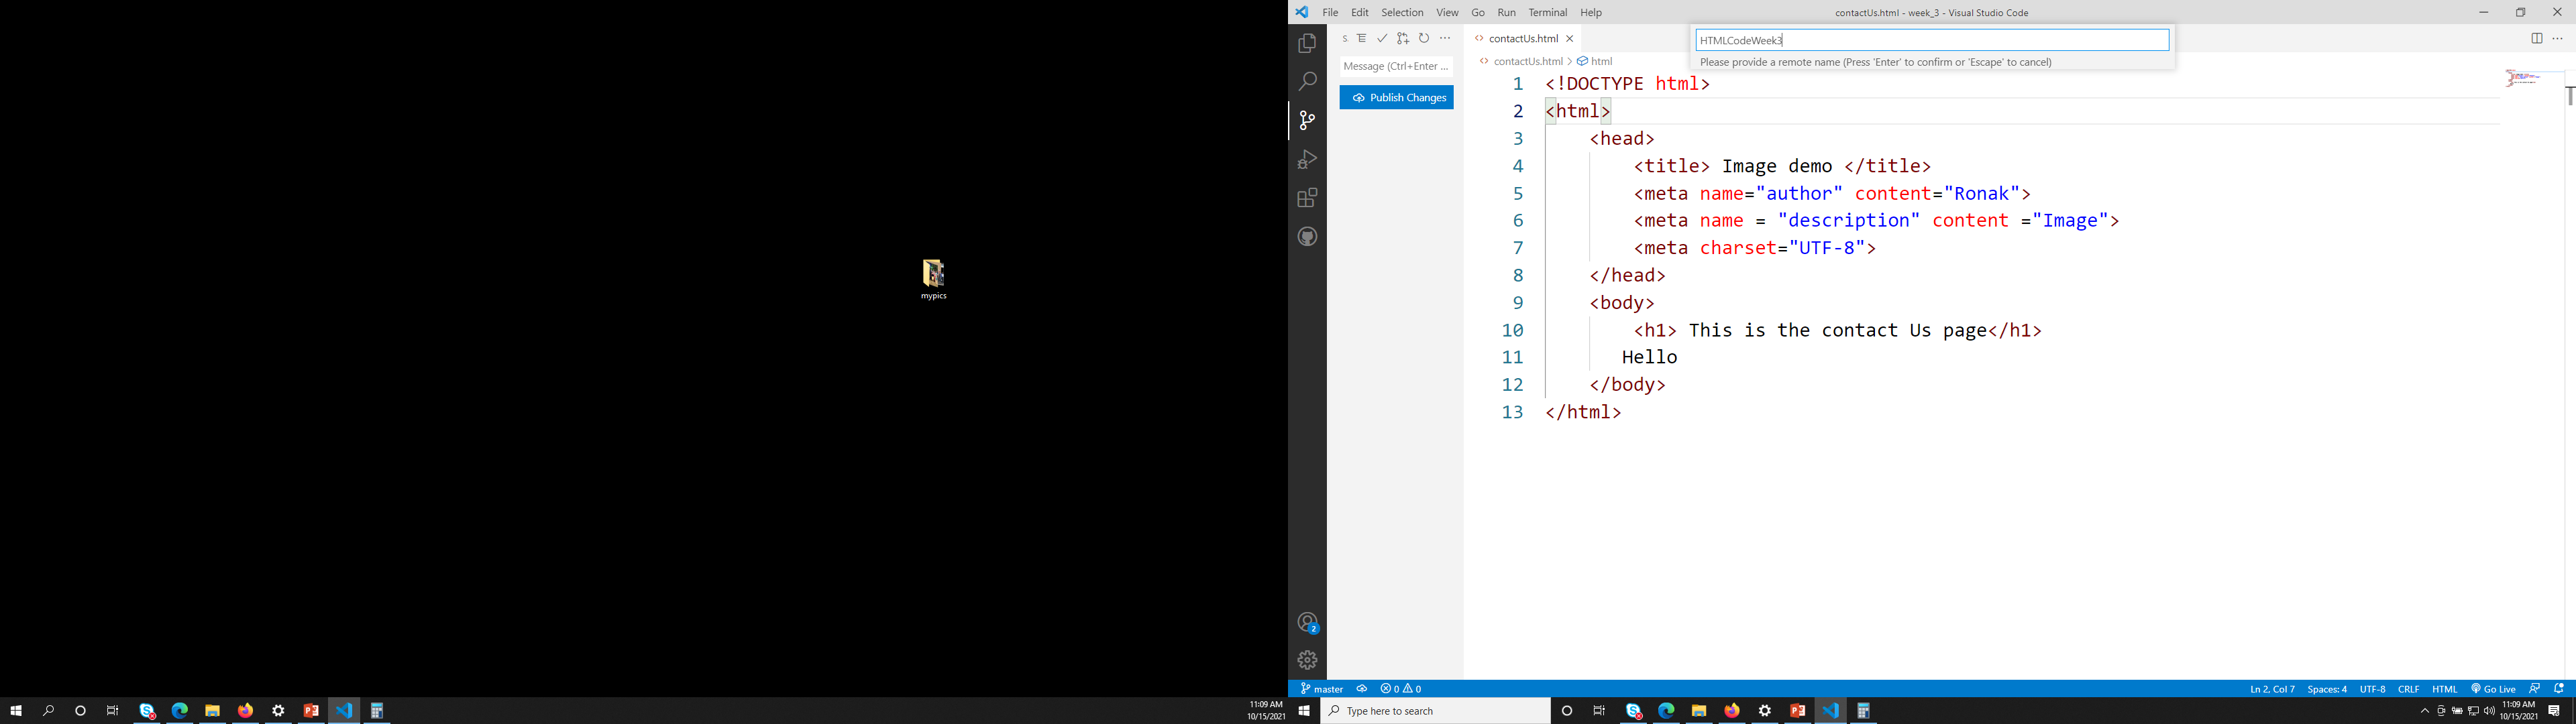 mypics
11:09 AM
10/15/2021
File Edit Selection View Go Run Terminal Help
contactUs.html - week_3 - Visual Studio Code
S
contactUs.html
HTMLCodeWeek3
Please provide a remote name (Press 'Enter' to confirm or 'Escape' to cancel)
Message (Ctrl+Enter ...
Publish Changes
contactUs.html > html
1 <!DOCTYPE html>
2 <html>
3 <head>
4 <title> Image demo </title>
5 <meta name="author" content="Ronak">
6 <meta name = "description" content ="Image">
7 <meta charset="UTF-8">
8 </head>
9 <body>
10 <h1> This is the contact Us page</h1>
11 Hello
12 </body>
13 </html>
2
master 0 0
Ln 2, Col 7 Spaces: 4 UTF-8 CRLF HTML Go Live
Type here to search
11:09 AM
10/15/2021